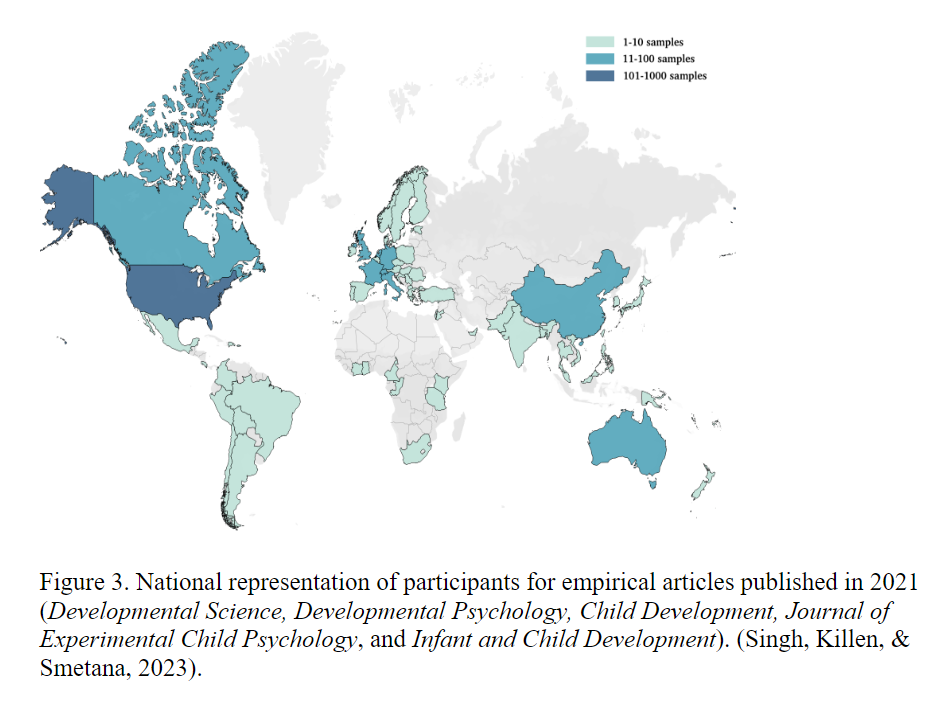 1-10 samples
11-100 samples
101-1000 samples
Figure 3. National representation of participants for empirical articles published in 2021
(Developmental Science, Developmental Psychology, Child Development, Journal of
Experimental Child Psychology, and Infant and Child Development). (Singh, Killen, &
Smetana, 2023).